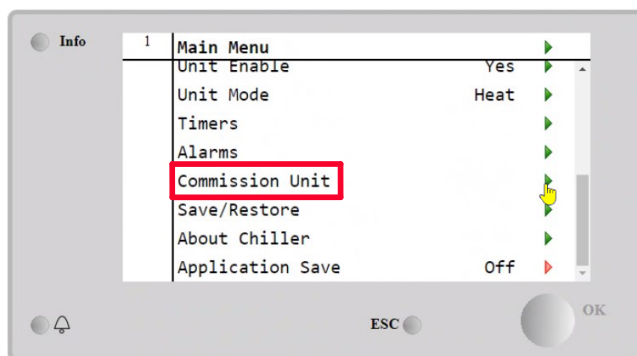 Info
1 Main Menu
Unit Enable Yes
Unit Mode Heat
Timers
Alarms
Commission Unit
Save/Restore
About Chiller
Application Save Off
ESC OK